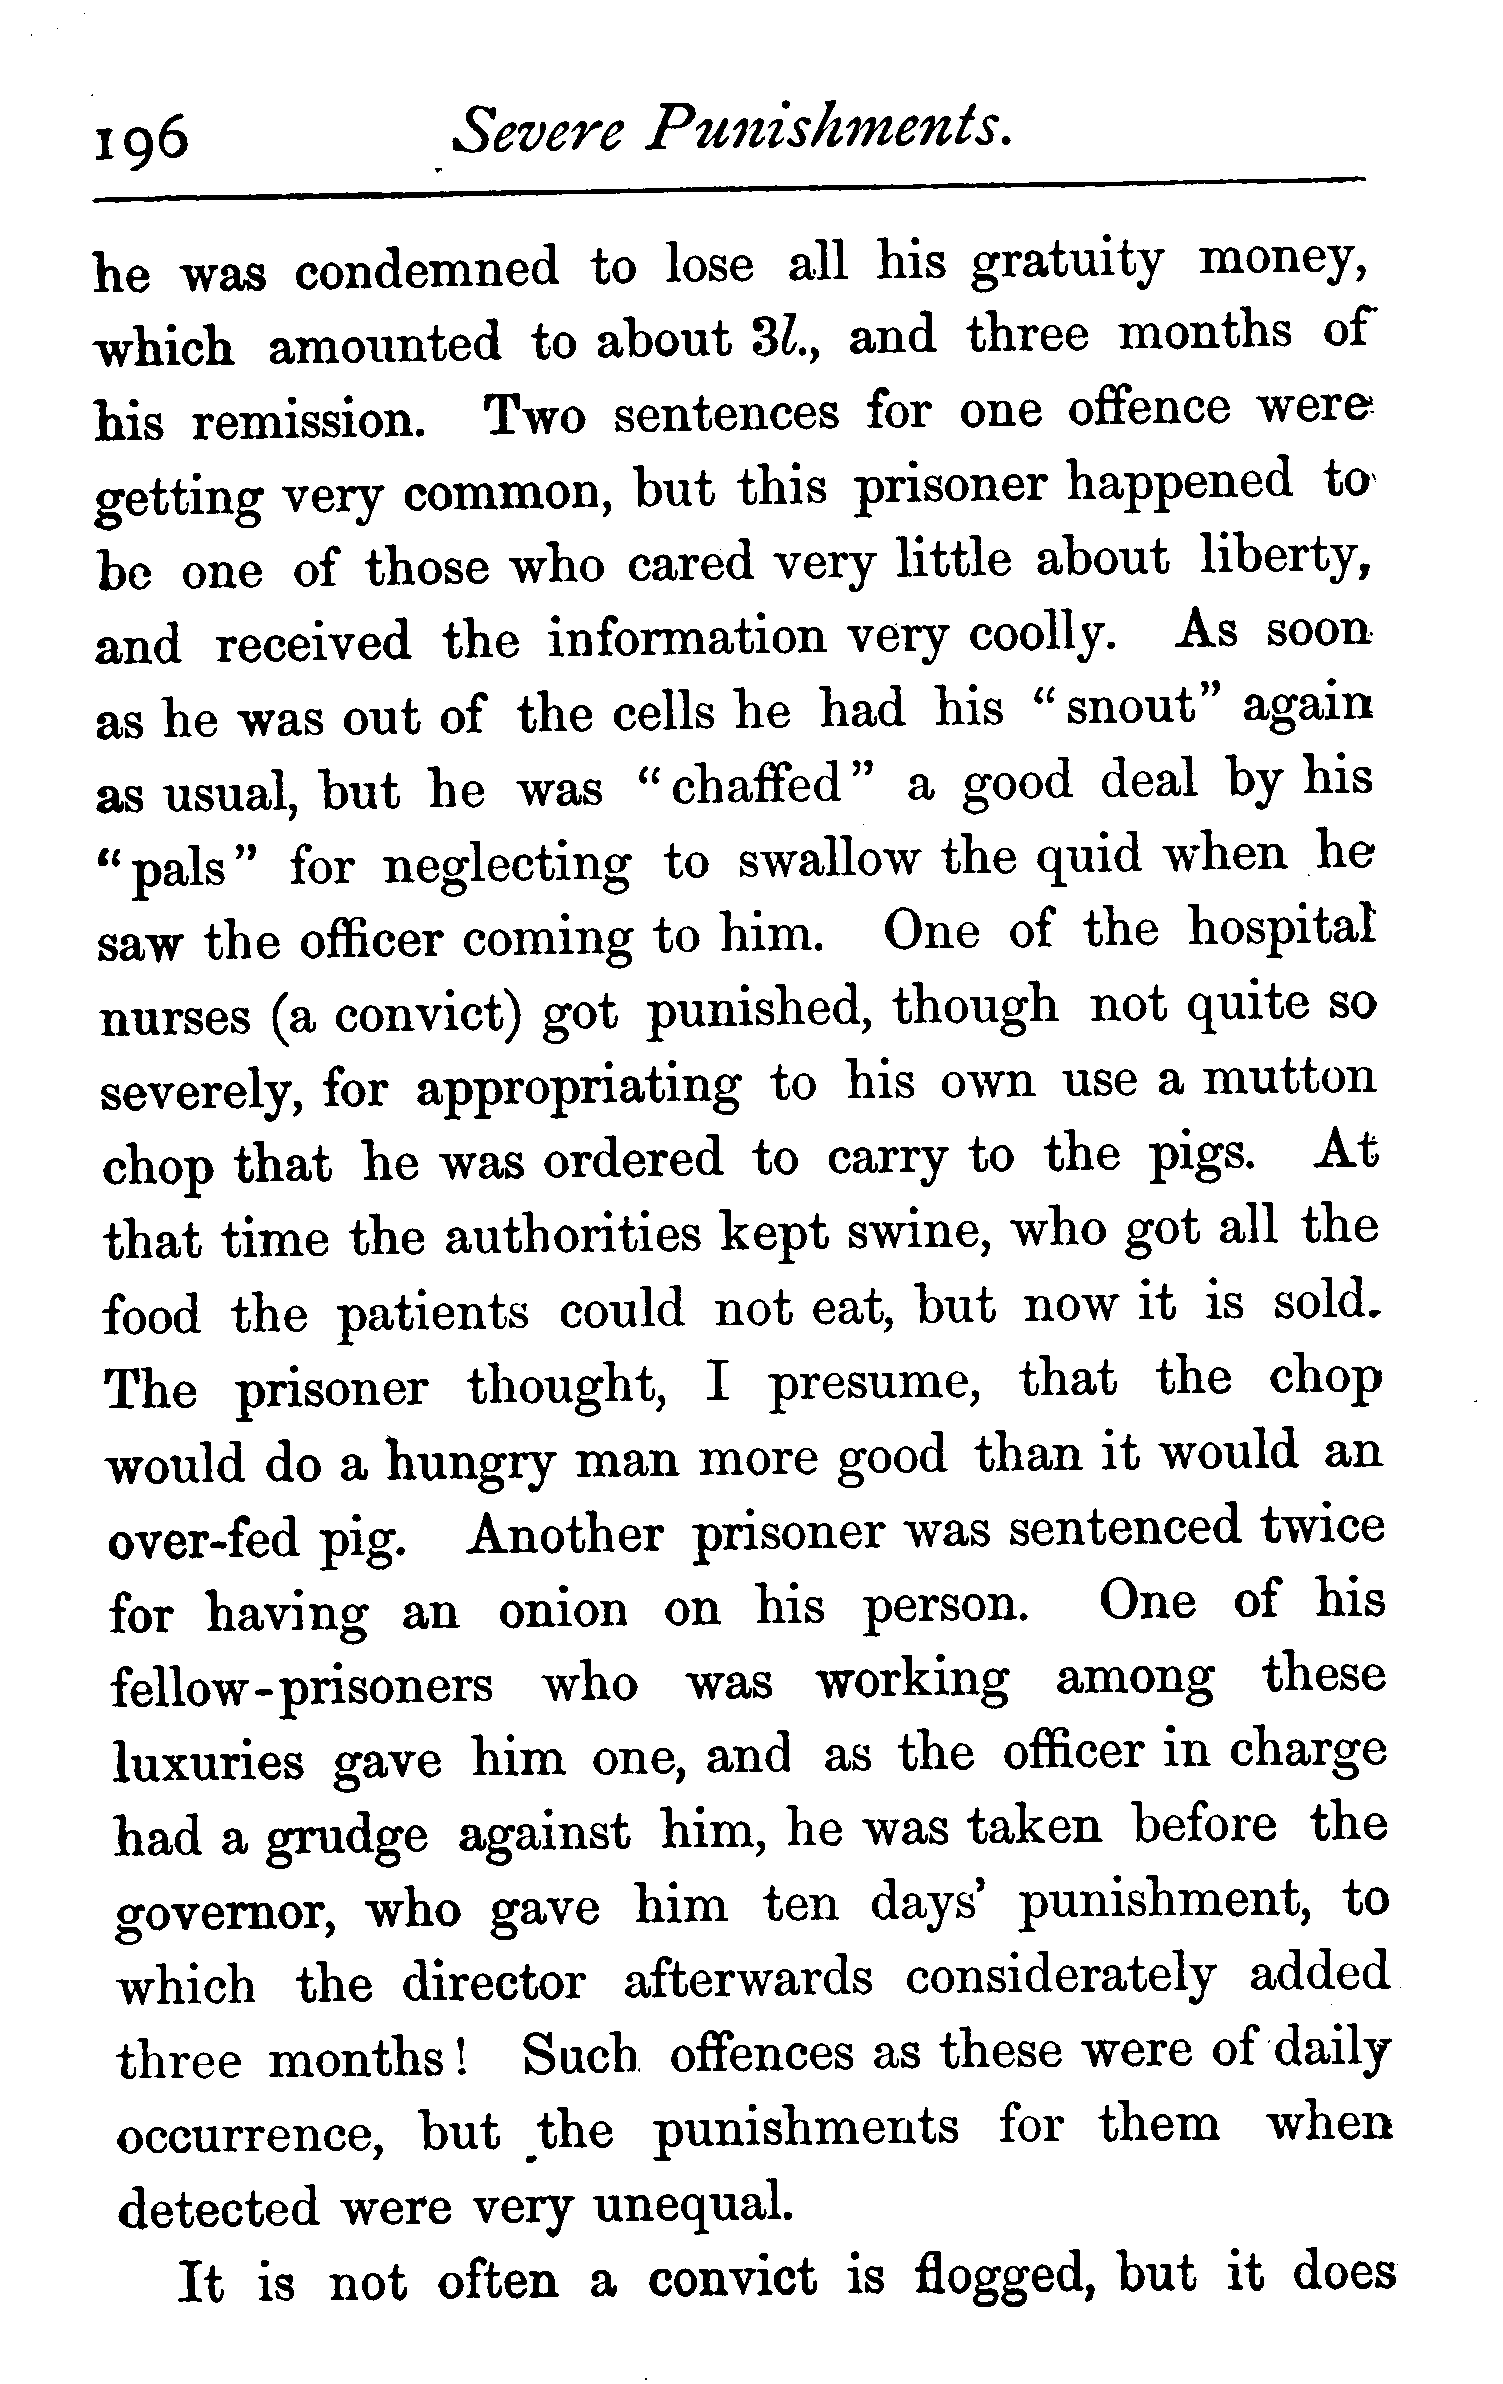 196 Severe Punishments.
he was condemned to lose all his gratuity money,
which amounted to about 3l., and three months of
his remission. Two sentences for one offence were
getting very common, but this prisoner happened to
be one of those who cared very little about liberty,
and received the information very coolly. As soon
as he was out of the cells he had his "snout" again
as usual, but he was "chaffed" a good deal by his
"pals" for neglecting to swallow the quid when he
saw the officer coming to him. One of the hospital
nurses (a convict) got punished, though not quite so
severely, for appropriating to his own use a mutton
chop that he was ordered to carry to the pigs. At
that time the authorities kept swine, who got all the
food the patients could not eat, but now it is sold.
The prisoner thought, I presume, that the chop
would do a hungry man more good than it would an
over-fed pig. Another prisoner was sentenced twice
for having an onion on his person. One of his
fellow-prisoners who was working among these
luxuries gave him one, and as the officer in charge
had a grudge against him, he was taken before the
governor, who gave him ten days' punishment, to
which the director afterwards considerately added
three months! Such offences as these were of daily
occurrence, but the punishments for them when
detected were very unequal.
It is not often a convict is flogged, but it does